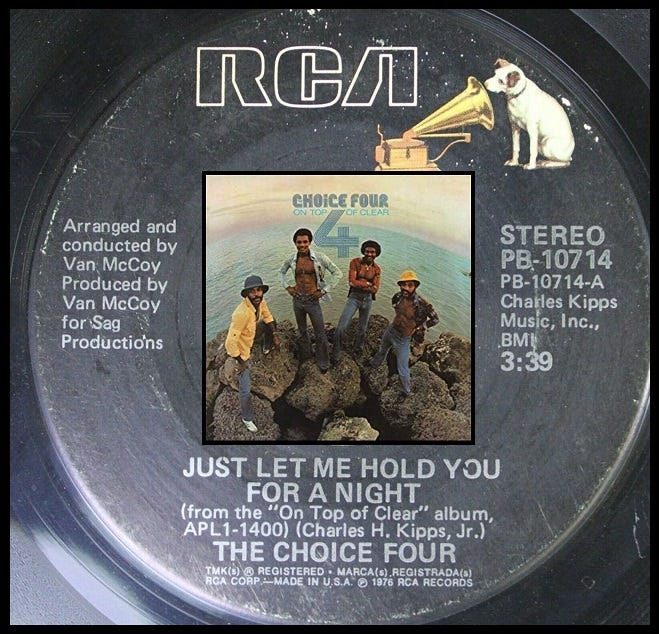 RCA
CHOICE FOUR
ON TOP OF CLEAR
4
Arranged and
conducted by
Van McCoy
Produced by
Van McCoy
for Sag
Productions
STEREO
PB-10714
PB-10714-A
Charles Kipps
Music, Inc.,
BMI
3:39
JUST LET ME HOLD YOU
FOR A NIGHT
(from the "On Top of Clear" album,
APL1-1400) (Charles H. Kipps, Jr.)
THE CHOICE FOUR
TMK(s) ® REGISTERED • MARCA(s) REGISTRADA(s)
RCA CORP.—MADE IN U.S.A. ℗ 1976 RCA RECORDS